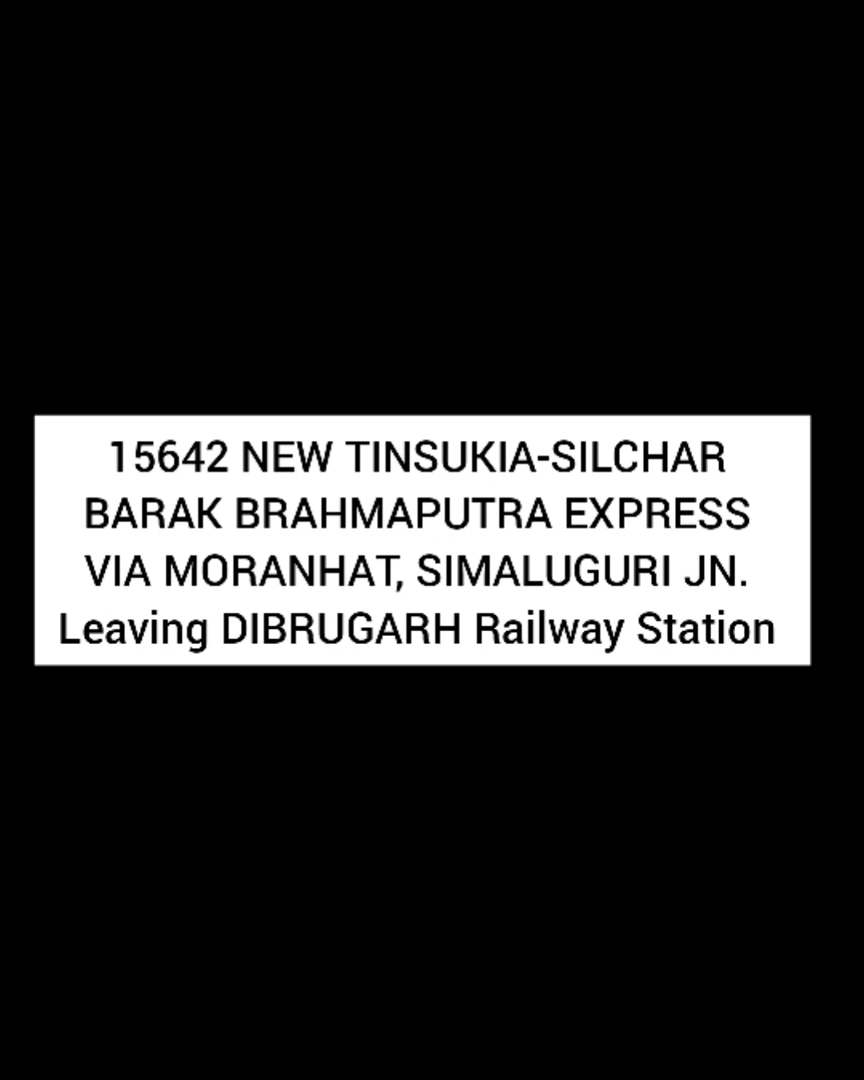 15642 NEW TINSUKIA-SILCHAR
BARAK BRAHMAPUTRA EXPRESS
VIA MORANHAT, SIMALUGURI JN.
Leaving DIBRUGARH Railway Station